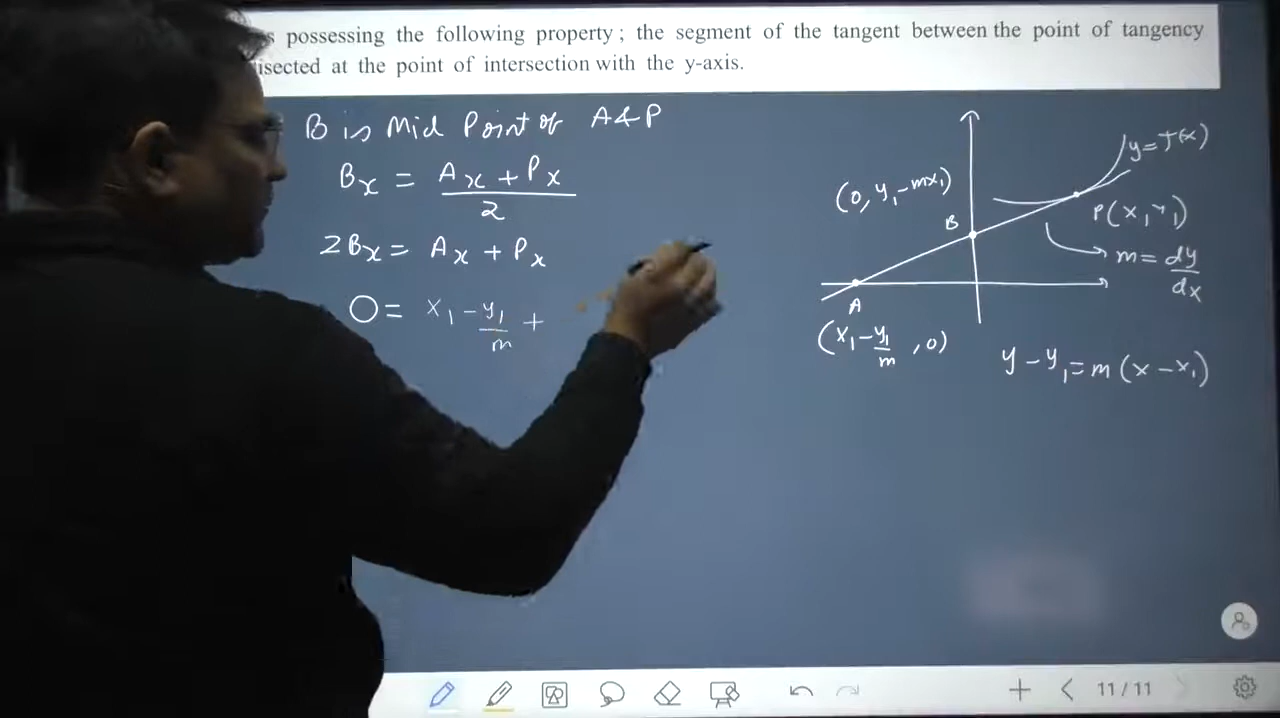 s possessing the following property; the segment of the tangent between the point of tangency
isected at the point of intersection with the y-axis.
B is Mid Point of A & P
Bx = Ax + Px / 2
2Bx = Ax + Px
0 = x1 - y1/m +
y = f(x)
(0, y1 - mx1)
B
P(x1 y1)
m = dy/dx
A
(x1 - y1/m , 0)
y - y1 = m(x - x1)
11 / 11